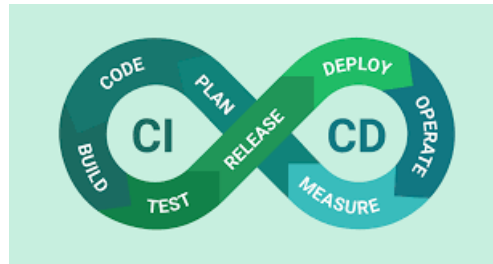 CODE
PLAN
DEPLOY
OPERATE
CI
CD
BUILD
RELEASE
TEST
MEASURE